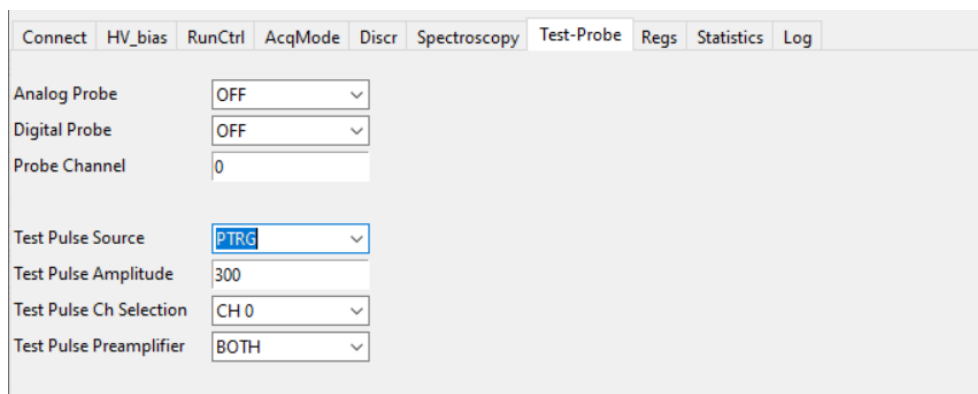 Connect HV_bias RunCtrl AcqMode Discr Spectroscopy Test-Probe Regs Statistics Log
Analog Probe OFF
Digital Probe OFF
Probe Channel 0
Test Pulse Source PTRG
Test Pulse Amplitude 300
Test Pulse Ch Selection CH 0
Test Pulse Preamplifier BOTH